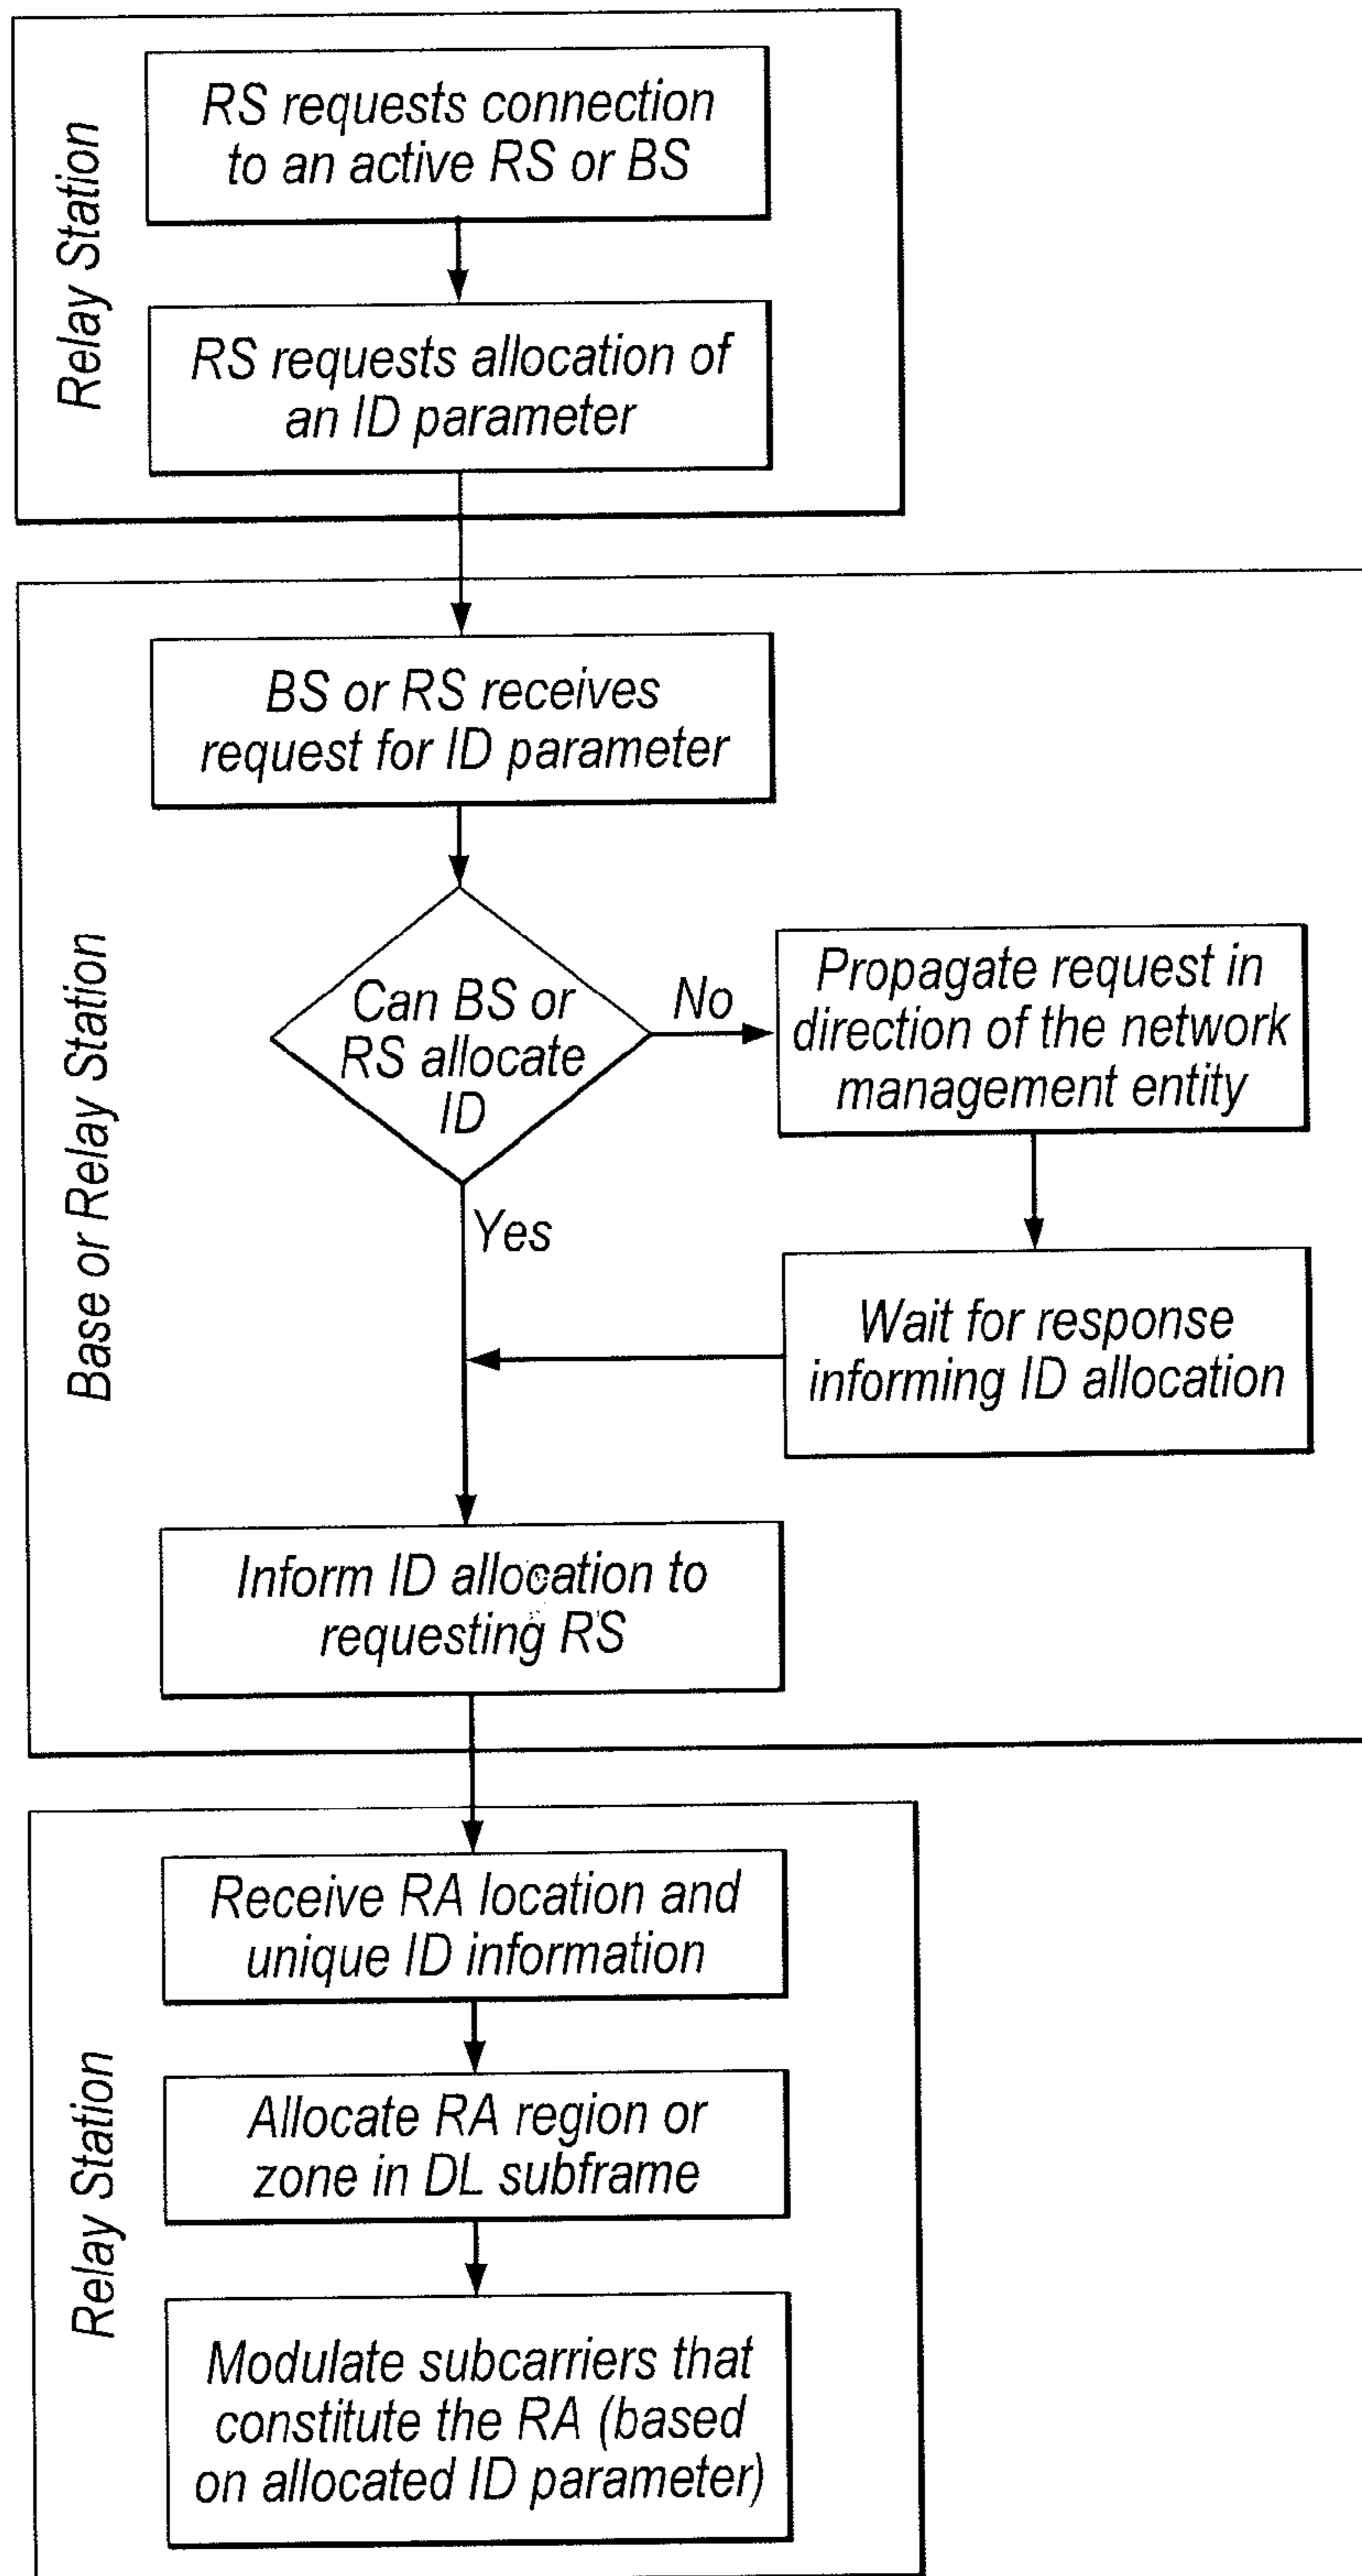 Relay Station
RS requests connection
to an active RS or BS
RS requests allocation of
an ID parameter
Base or Relay Station
BS or RS receives
request for ID parameter
Can BS or
RS allocate
ID
No
Propagate request in
direction of the network
management entity
Yes
Wait for response
informing ID allocation
Inform ID allocation to
requesting RS
Relay Station
Receive RA location and
unique ID information
Allocate RA region or
zone in DL subframe
Modulate subcarriers that
constitute the RA (based
on allocated ID parameter)